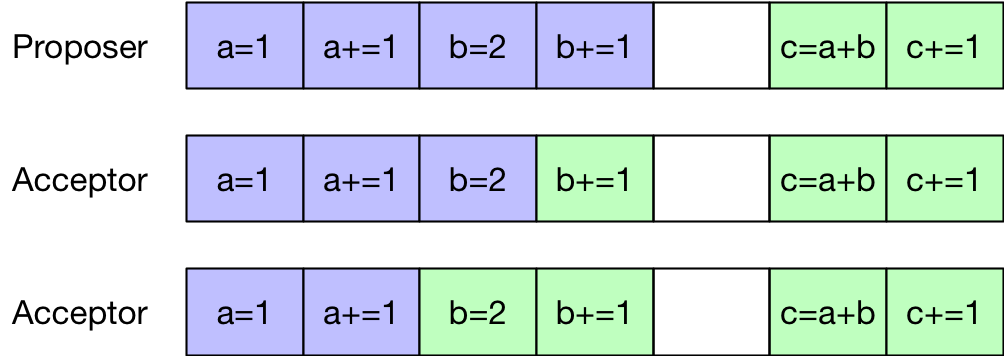 Proposer a=1 a+=1 b=2 b+=1 c=a+b c+=1
Acceptor a=1 a+=1 b=2 b+=1 c=a+b c+=1
Acceptor a=1 a+=1 b=2 b+=1 c=a+b c+=1